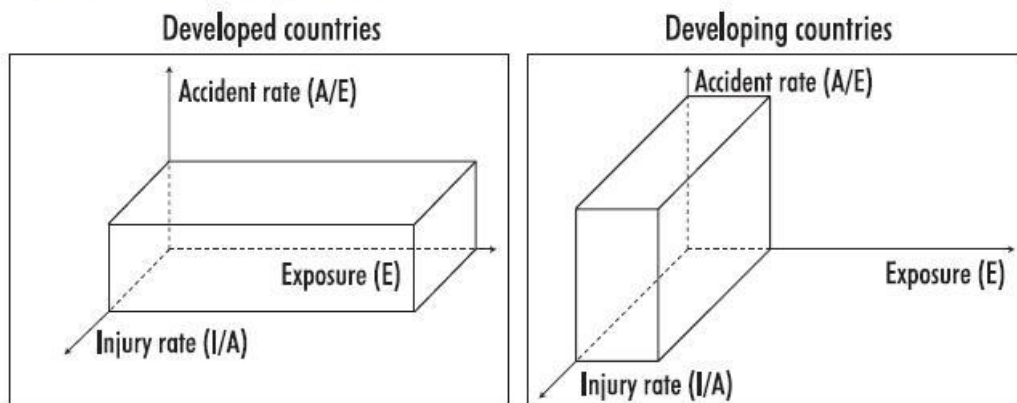 Developed countries
Accident rate (A/E)
Exposure (E)
Injury rate (I/A)
Developing countries
Accident rate (A/E)
Exposure (E)
Injury rate (I/A)